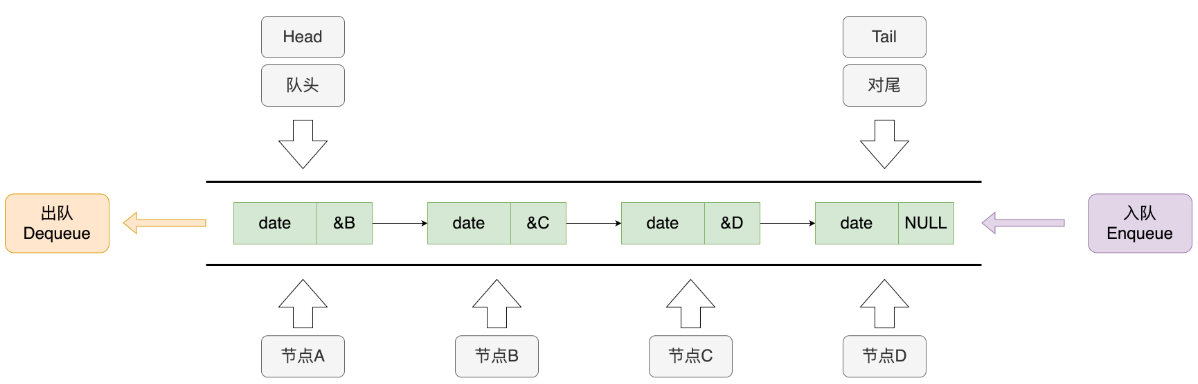 Head
Tail
队头
对尾
出队
Dequeue
date
&B
date
&C
date
&D
date
NULL
入队
Enqueue
节点A
节点B
节点C
节点D